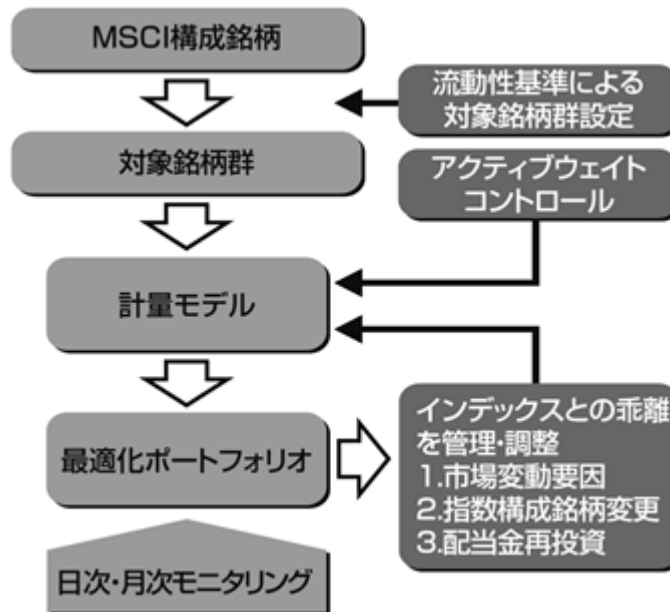 MSCI構成銘柄
流動性基準による
対象銘柄群設定
対象銘柄群
アクティブウェイト
コントロール
計量モデル
最適化ポートフォリオ
インデックスとの乖離
を管理・調整
1.市場変動要因
2.指数構成銘柄変更
3.配当金再投資
日次・月次モニタリング